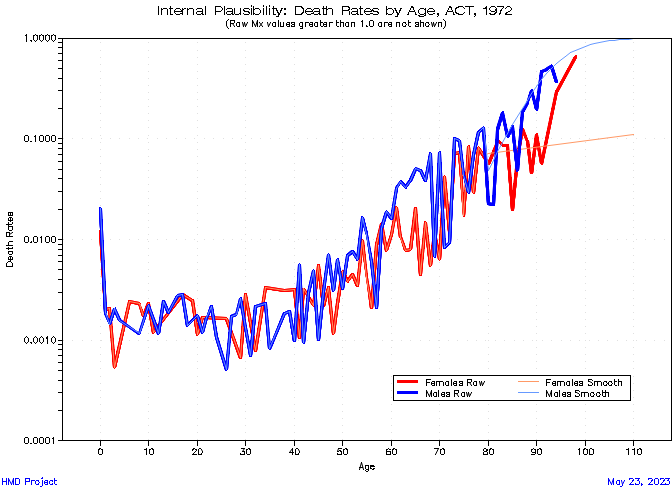 Internal Plausibility: Death Rates by Age, ACT, 1972
(Raw Mx values greater than 1.0 are not shown)
1.0000
0.1000
0.0100
0.0010
0.0001
Death Rates
Females Raw
Females Smooth
Males Raw
Males Smooth
0 10 20 30 40 50 60 70 80 90 100 110
Age
HMD Project
May 23, 2023